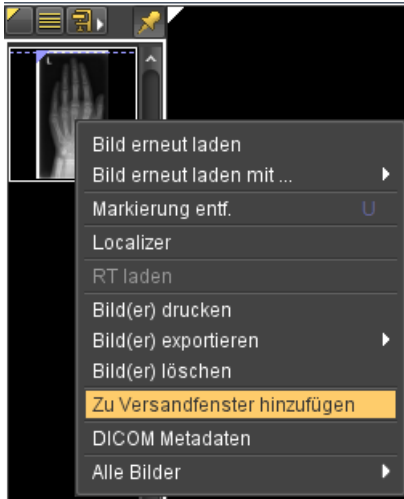 L
Bild erneut laden
Bild erneut laden mit ...
Markierung entf. U
Localizer
RT laden
Bild(er) drucken
Bild(er) exportieren
Bild(er) löschen
Zu Versandfenster hinzufügen
DICOM Metadaten
Alle Bilder